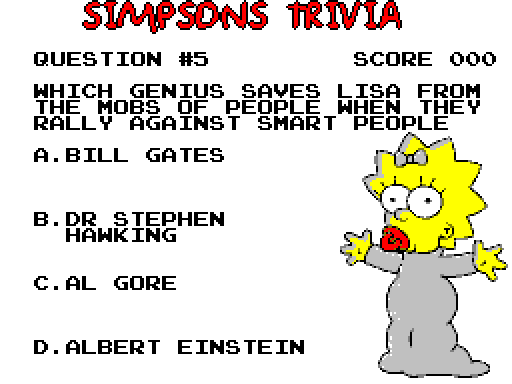 SIMPSONS TRIVIA
QUESTION #5 SCORE 000
WHICH GENIUS SAVES LISA FROM
THE MOBS OF PEOPLE WHEN THEY
RALLY AGAINST SMART PEOPLE
A.BILL GATES
B.DR STEPHEN
HAWKING
C.AL GORE
D.ALBERT EINSTEIN